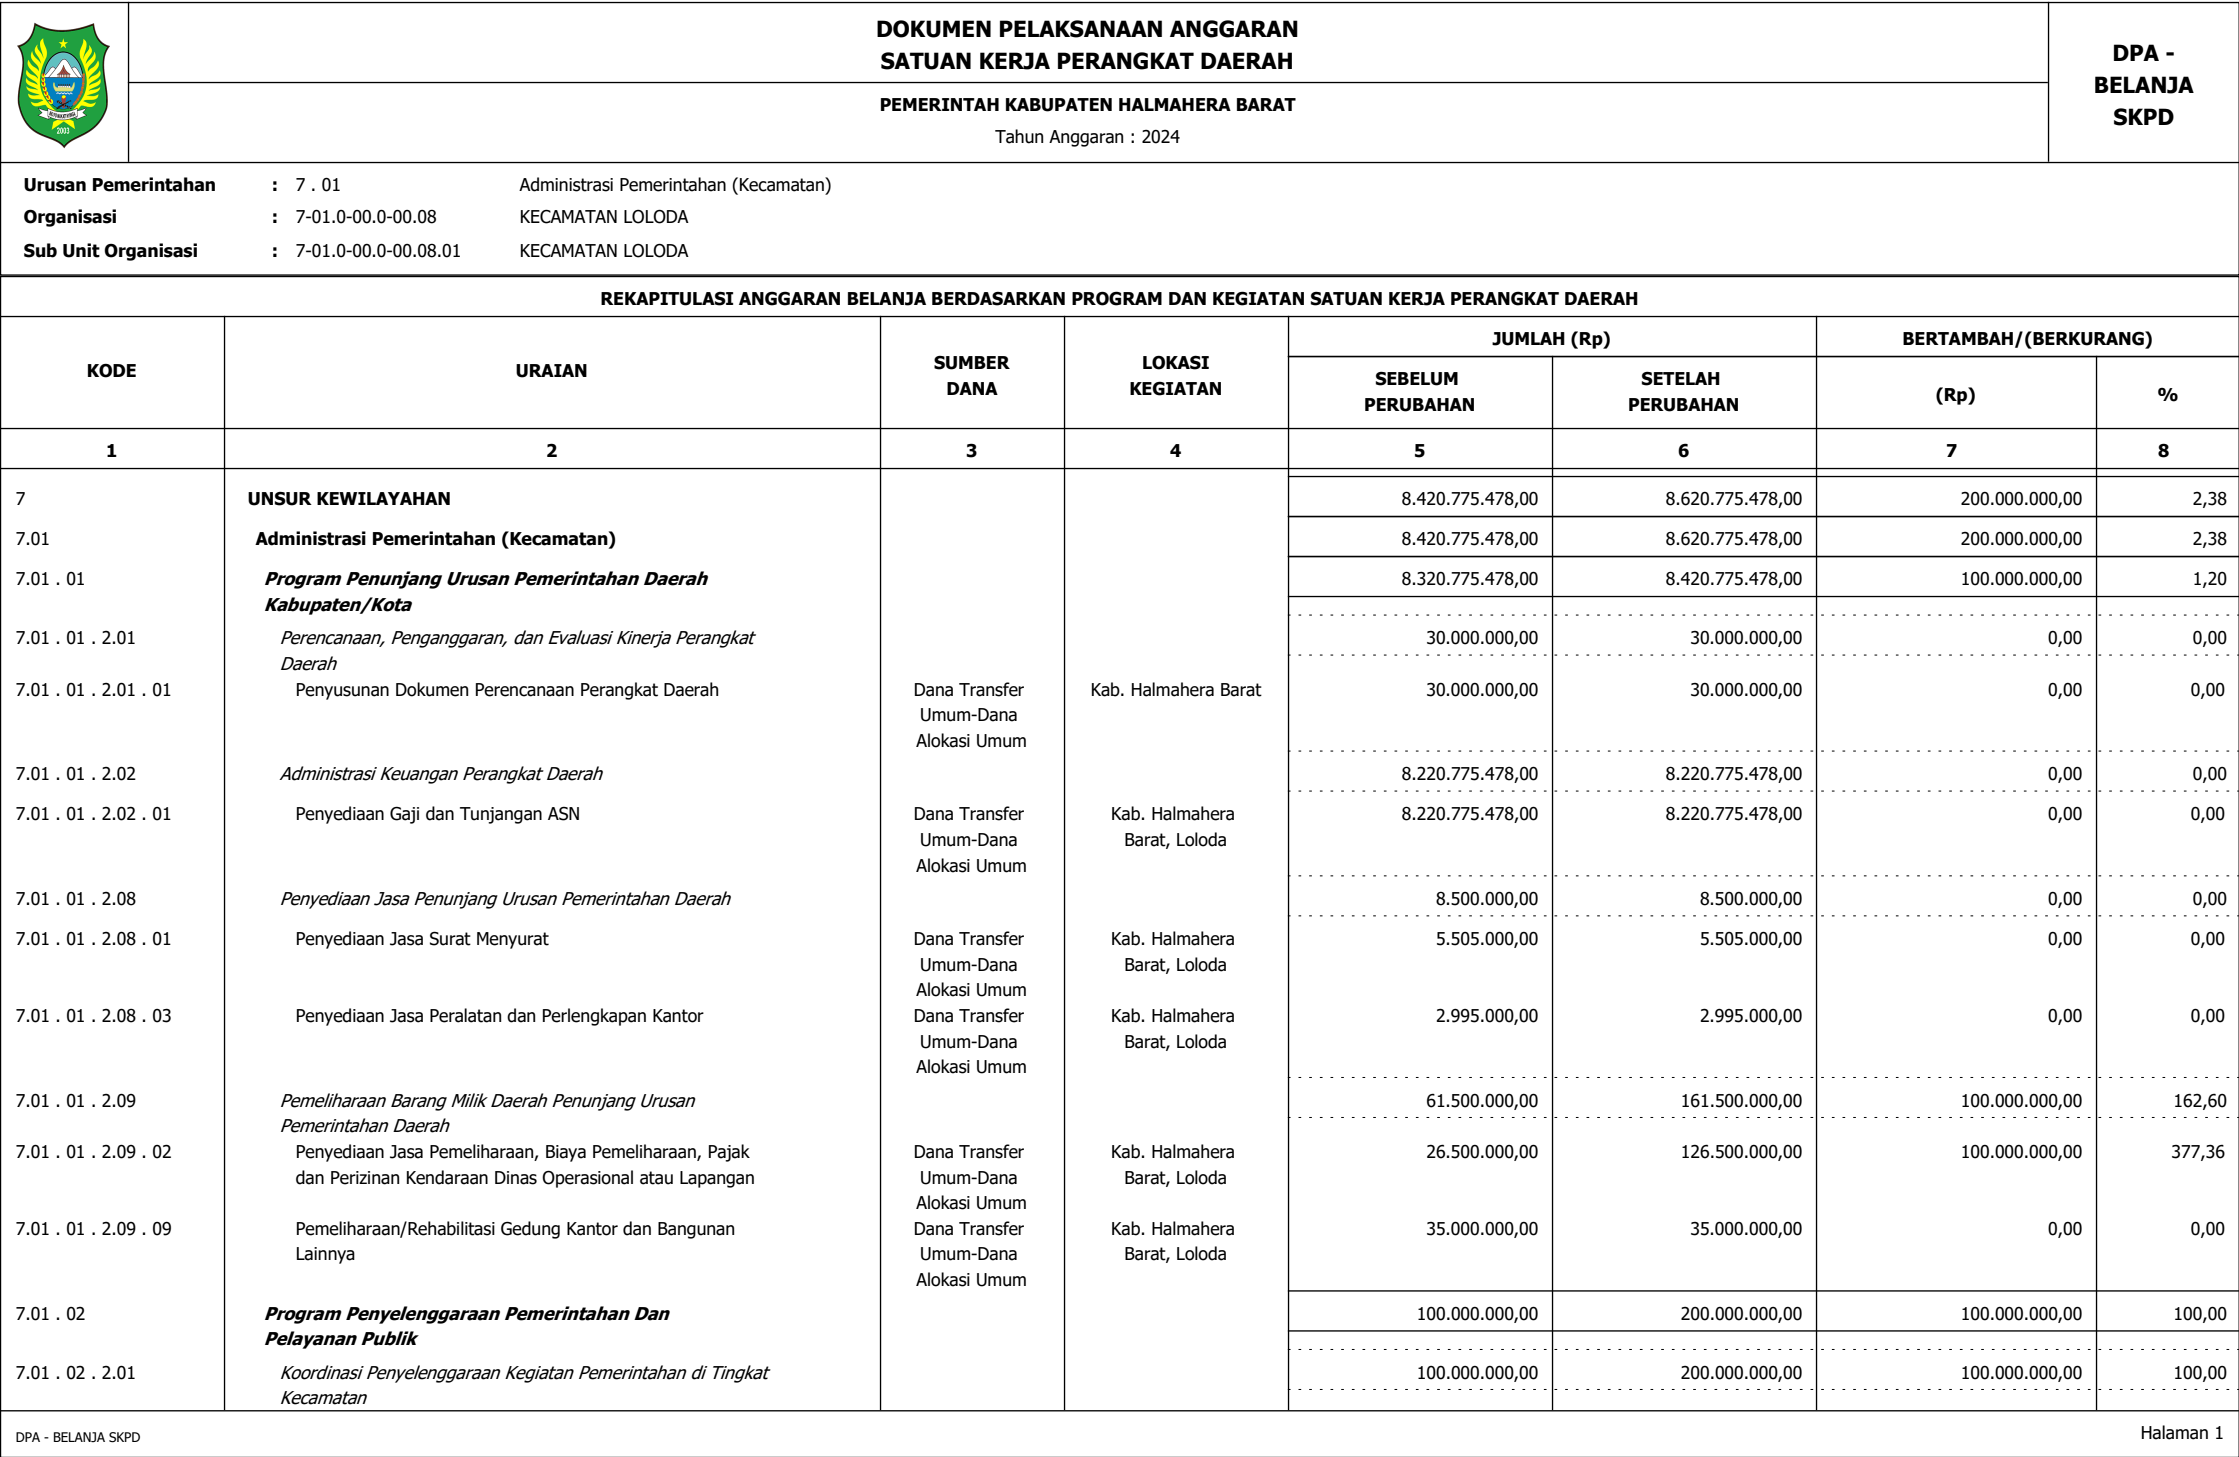 DOKUMEN PELAKSANAAN ANGGARAN
SATUAN KERJA PERANGKAT DAERAH
DPA -
BELANJA
SKPD
PEMERINTAH KABUPATEN HALMAHERA BARAT
Tahun Anggaran : 2024
2003
Urusan Pemerintahan : 7 . 01 Administrasi Pemerintahan (Kecamatan)
Organisasi : 7-01.0-00.0-00.08 KECAMATAN LOLODA
Sub Unit Organisasi : 7-01.0-00.0-00.08.01 KECAMATAN LOLODA
REKAPITULASI ANGGARAN BELANJA BERDASARKAN PROGRAM DAN KEGIATAN SATUAN KERJA PERANGKAT DAERAH
KODE URAIAN SUMBER DANA LOKASI KEGIATAN JUMLAH (Rp) BERTAMBAH/(BERKURANG)
SEBELUM PERUBAHAN SETELAH PERUBAHAN (Rp) %
1 2 3 4 5 6 7 8
7 UNSUR KEWILAYAHAN 8.420.775.478,00 8.620.775.478,00 200.000.000,00 2,38
7.01 Administrasi Pemerintahan (Kecamatan) 8.420.775.478,00 8.620.775.478,00 200.000.000,00 2,38
7.01 . 01 Program Penunjang Urusan Pemerintahan Daerah 8.320.775.478,00 8.420.775.478,00 100.000.000,00 1,20
Kabupaten/Kota
7.01 . 01 . 2.01 Perencanaan, Penganggaran, dan Evaluasi Kinerja Perangkat 30.000.000,00 30.000.000,00 0,00 0,00
Daerah
7.01 . 01 . 2.01 . 01 Penyusunan Dokumen Perencanaan Perangkat Daerah Dana Transfer Kab. Halmahera Barat 30.000.000,00 30.000.000,00 0,00 0,00
Umum-Dana
Alokasi Umum
7.01 . 01 . 2.02 Administrasi Keuangan Perangkat Daerah 8.220.775.478,00 8.220.775.478,00 0,00 0,00
7.01 . 01 . 2.02 . 01 Penyediaan Gaji dan Tunjangan ASN Dana Transfer Kab. Halmahera 8.220.775.478,00 8.220.775.478,00 0,00 0,00
Umum-Dana Barat, Loloda
Alokasi Umum
7.01 . 01 . 2.08 Penyediaan Jasa Penunjang Urusan Pemerintahan Daerah 8.500.000,00 8.500.000,00 0,00 0,00
7.01 . 01 . 2.08 . 01 Penyediaan Jasa Surat Menyurat Dana Transfer Kab. Halmahera 5.505.000,00 5.505.000,00 0,00 0,00
Umum-Dana Barat, Loloda
Alokasi Umum
7.01 . 01 . 2.08 . 03 Penyediaan Jasa Peralatan dan Perlengkapan Kantor Dana Transfer Kab. Halmahera 2.995.000,00 2.995.000,00 0,00 0,00
Umum-Dana Barat, Loloda
Alokasi Umum
7.01 . 01 . 2.09 Pemeliharaan Barang Milik Daerah Penunjang Urusan 61.500.000,00 161.500.000,00 100.000.000,00 162,60
Pemerintahan Daerah
7.01 . 01 . 2.09 . 02 Penyediaan Jasa Pemeliharaan, Biaya Pemeliharaan, Pajak Dana Transfer Kab. Halmahera 26.500.000,00 126.500.000,00 100.000.000,00 377,36
dan Perizinan Kendaraan Dinas Operasional atau Lapangan Umum-Dana Barat, Loloda
Alokasi Umum
7.01 . 01 . 2.09 . 09 Pemeliharaan/Rehabilitasi Gedung Kantor dan Bangunan Dana Transfer Kab. Halmahera 35.000.000,00 35.000.000,00 0,00 0,00
Lainnya Umum-Dana Barat, Loloda
Alokasi Umum
7.01 . 02 Program Penyelenggaraan Pemerintahan Dan 100.000.000,00 200.000.000,00 100.000.000,00 100,00
Pelayanan Publik
7.01 . 02 . 2.01 Koordinasi Penyelenggaraan Kegiatan Pemerintahan di Tingkat 100.000.000,00 200.000.000,00 100.000.000,00 100,00
Kecamatan
DPA - BELANJA SKPD Halaman 1